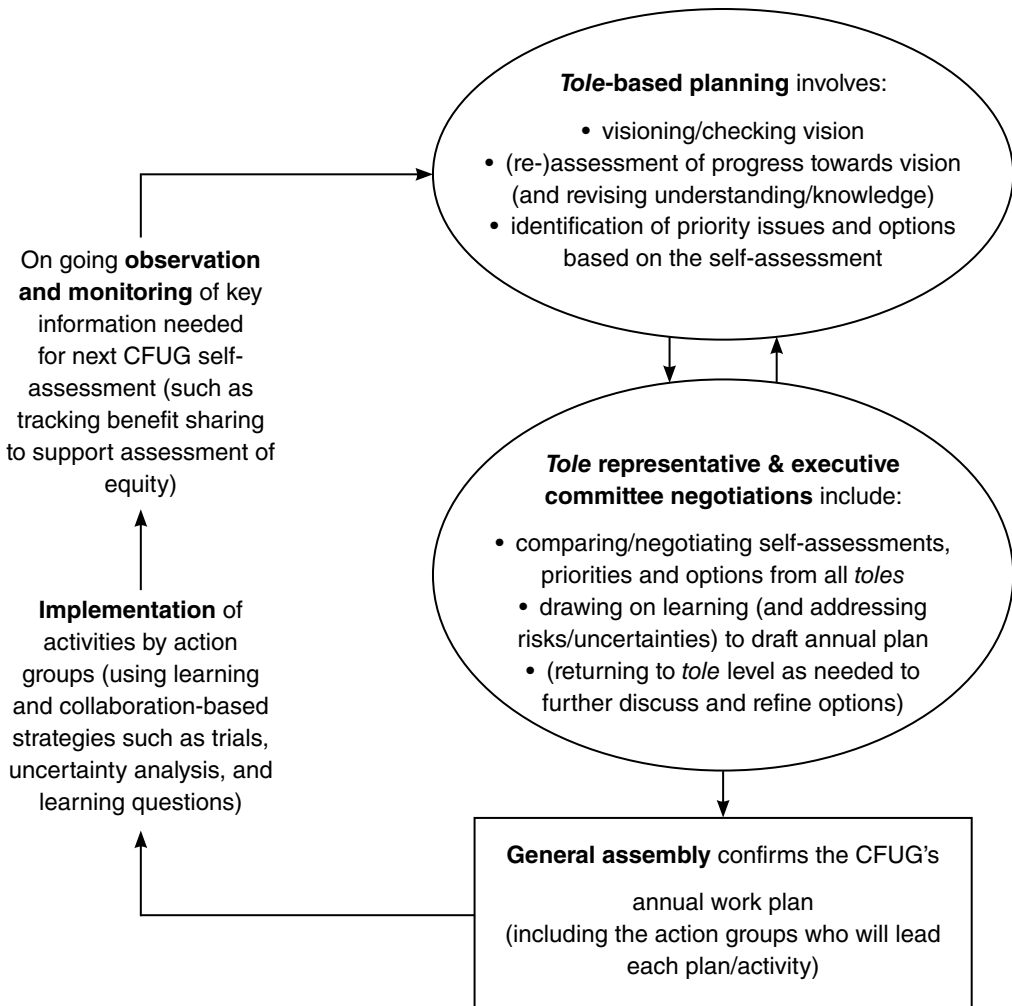 Tole-based planning involves:
• visioning/checking vision
• (re-)assessment of progress towards vision
(and revising understanding/knowledge)
• identification of priority issues and options
based on the self-assessment
Tole representative & executive
committee negotiations include:
• comparing/negotiating self-assessments,
priorities and options from all toles
• drawing on learning (and addressing
risks/uncertainties) to draft annual plan
• (returning to tole level as needed to
further discuss and refine options)
General assembly confirms the CFUG’s
annual work plan
(including the action groups who will lead
each plan/activity)
Implementation of
activities by action
groups (using learning
and collaboration-based
strategies such as trials,
uncertainty analysis, and
learning questions)
On going observation
and monitoring of key
information needed
for next CFUG self-
assessment (such as
tracking benefit sharing
to support assessment of
equity)